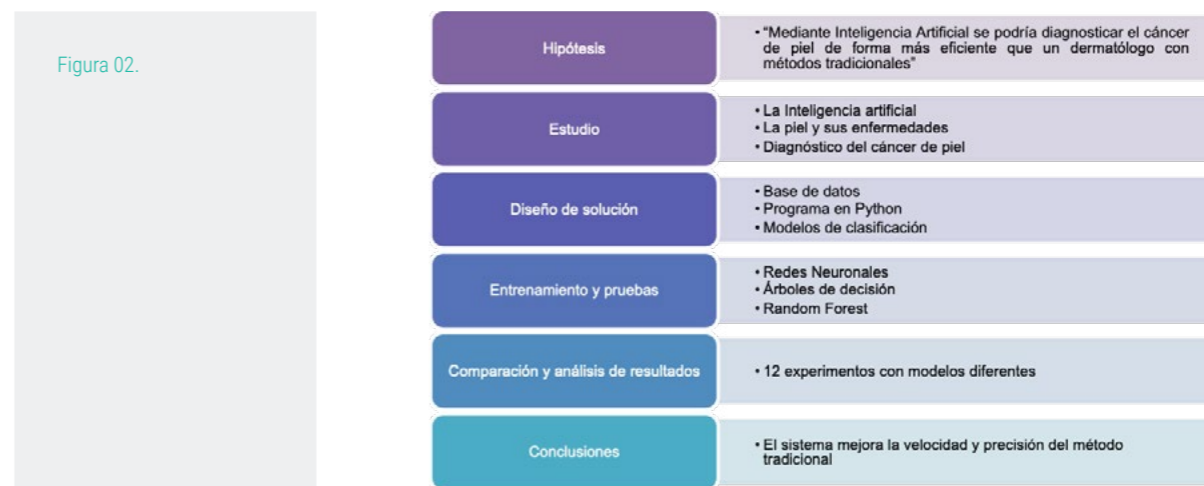 Figura 02.
Hipótesis
• “Mediante Inteligencia Artificial se podría diagnosticar el cáncer
de piel de forma más eficiente que un dermatólogo con
métodos tradicionales”
Estudio
• La Inteligencia artificial
• La piel y sus enfermedades
• Diagnóstico del cáncer de piel
Diseño de solución
• Base de datos
• Programa en Python
• Modelos de clasificación
Entrenamiento y pruebas
• Redes Neuronales
• Árboles de decisión
• Random Forest
Comparación y análisis de resultados
• 12 experimentos con modelos diferentes
Conclusiones
• El sistema mejora la velocidad y precisión del método
tradicional